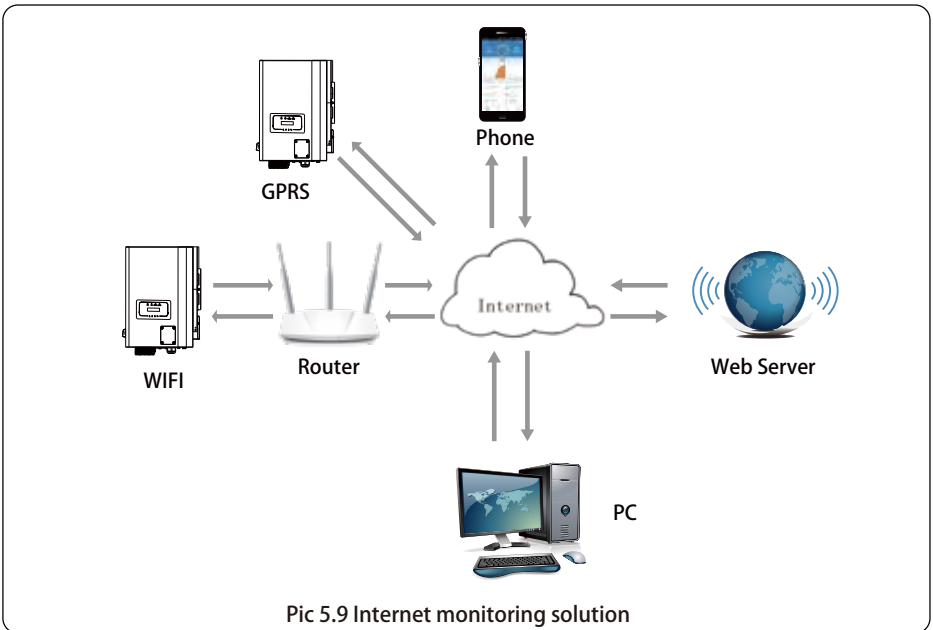 Phone
GPRS
Internet
WIFI
Router
Web Server
PC
Pic 5.9 Internet monitoring solution